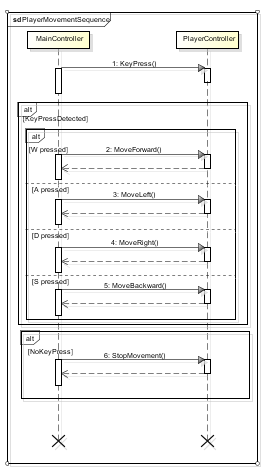 sd PlayerMovementSequence
MainController
PlayerController
1: KeyPress()
alt
[KeyPressDetected]
alt
[W pressed]
2: MoveForward()
[A pressed]
3: MoveLeft()
[D pressed]
4: MoveRight()
[S pressed]
5: MoveBackward()
alt
[NoKeyPress]
6: StopMovement()